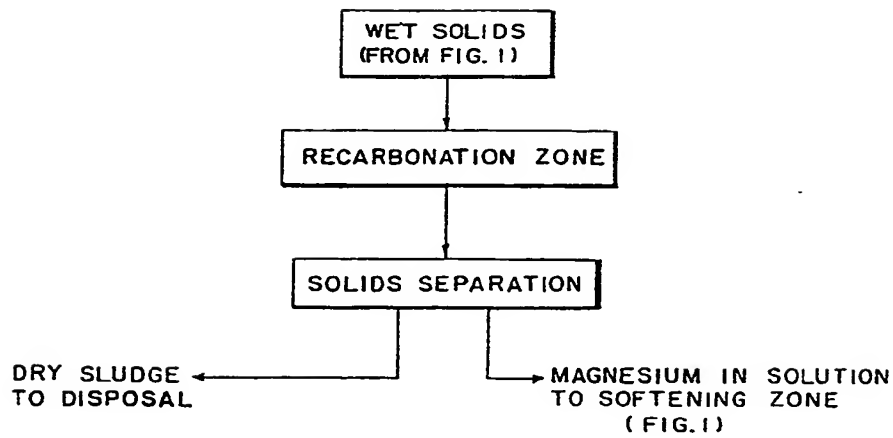 WET SOLIDS
(FROM FIG. 1)
RECARBONATION ZONE
SOLIDS SEPARATION
DRY SLUDGE
TO DISPOSAL
MAGNESIUM IN SOLUTION
TO SOFTENING ZONE
(FIG. 1)